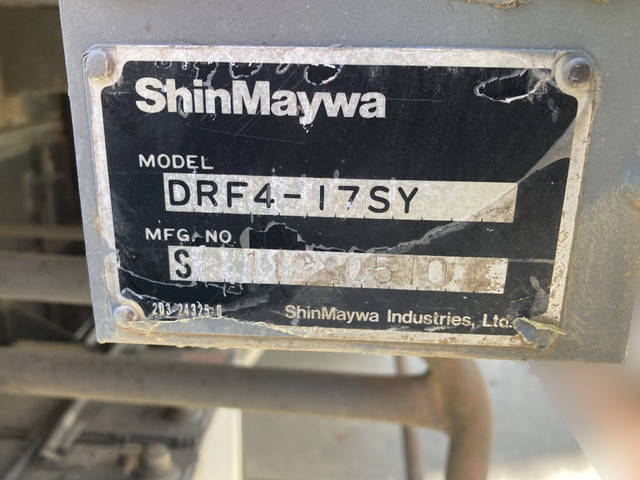 ShinMaywa
MODEL
DRF4-17SY
MFG. NO.
S
ShinMaywa Industries, Ltd.